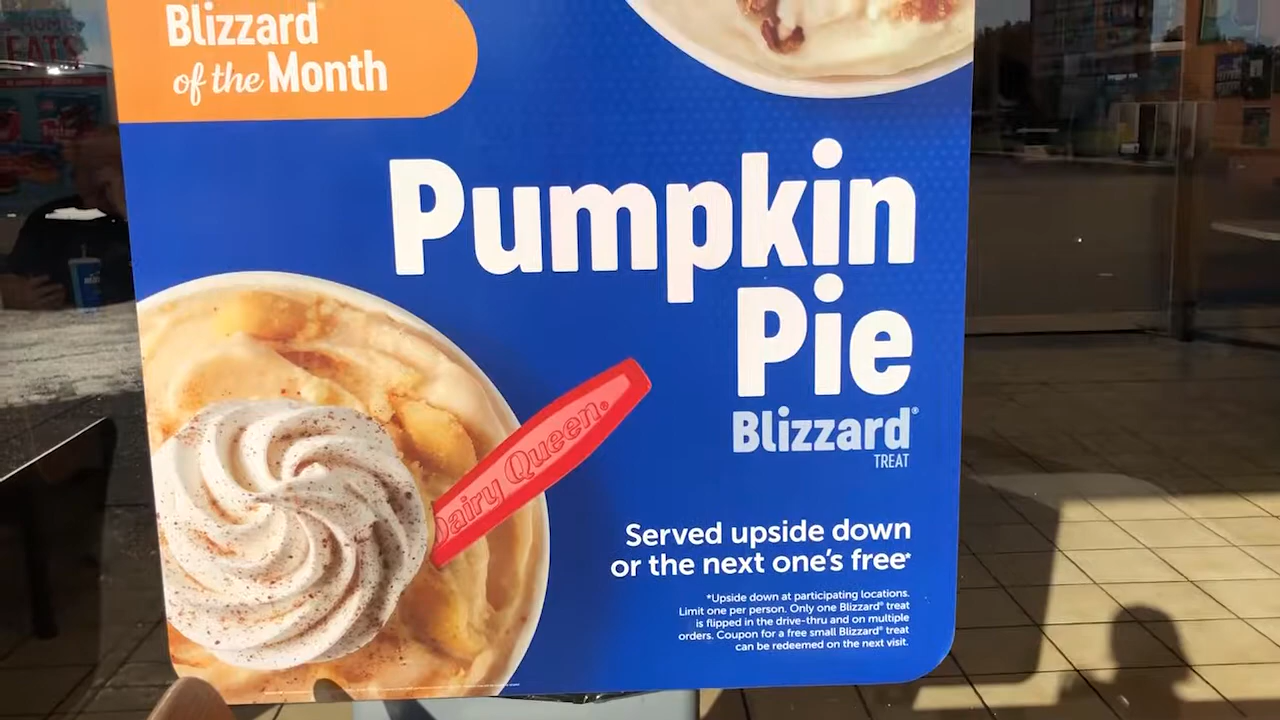 HOME
EATS
Blizzard
of the Month
Pumpkin
Pie
Blizzard®
TREAT
Dairy Queen®
Served upside down
or the next one's free*
*Upside down at participating locations.
Limit one per person. Only one Blizzard® treat
is flipped in the drive-thru and on multiple
orders. Coupon for a free small Blizzard® treat
can be redeemed on the next visit.